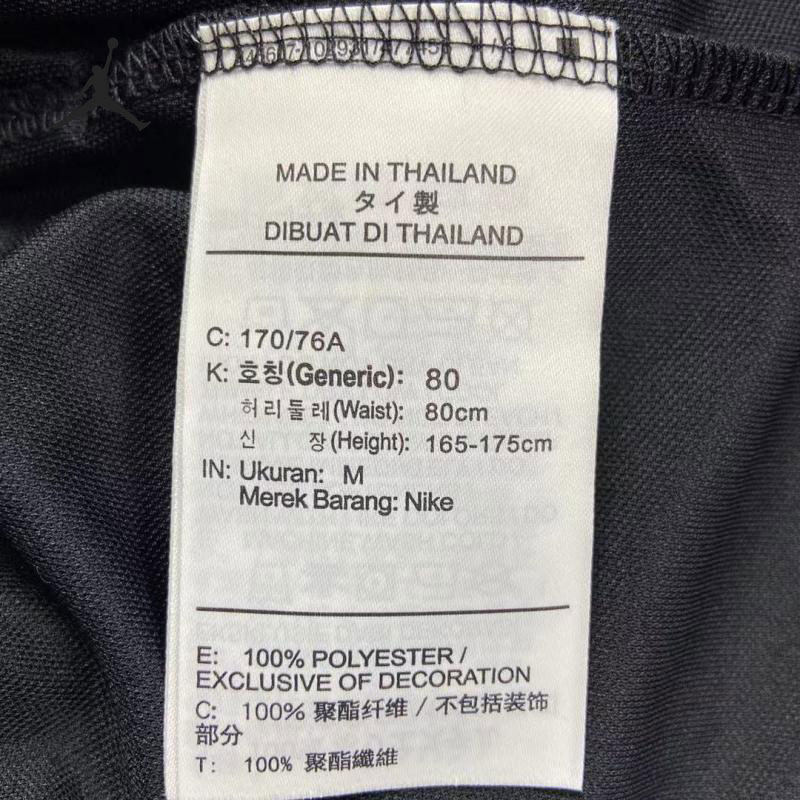 MADE IN THAILAND
タイ製
DIBUAT DI THAILAND
C: 170/76A
K: 호칭(Generic): 80
허리둘레(Waist): 80cm
신 장(Height): 165-175cm
IN: Ukuran: M
Merek Barang: Nike
E: 100% POLYESTER /
EXCLUSIVE OF DECORATION
C: 100% 聚酯纤维 / 不包括装饰
部分
T: 100% 聚酯纖維